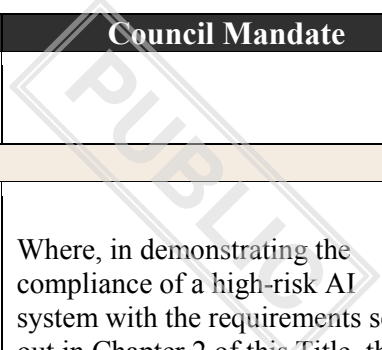 Council Mandate
PUBLIC
Where, in demonstrating the
compliance of a high-risk AI
system with the requirements
out in Chapter 2 of this Title,